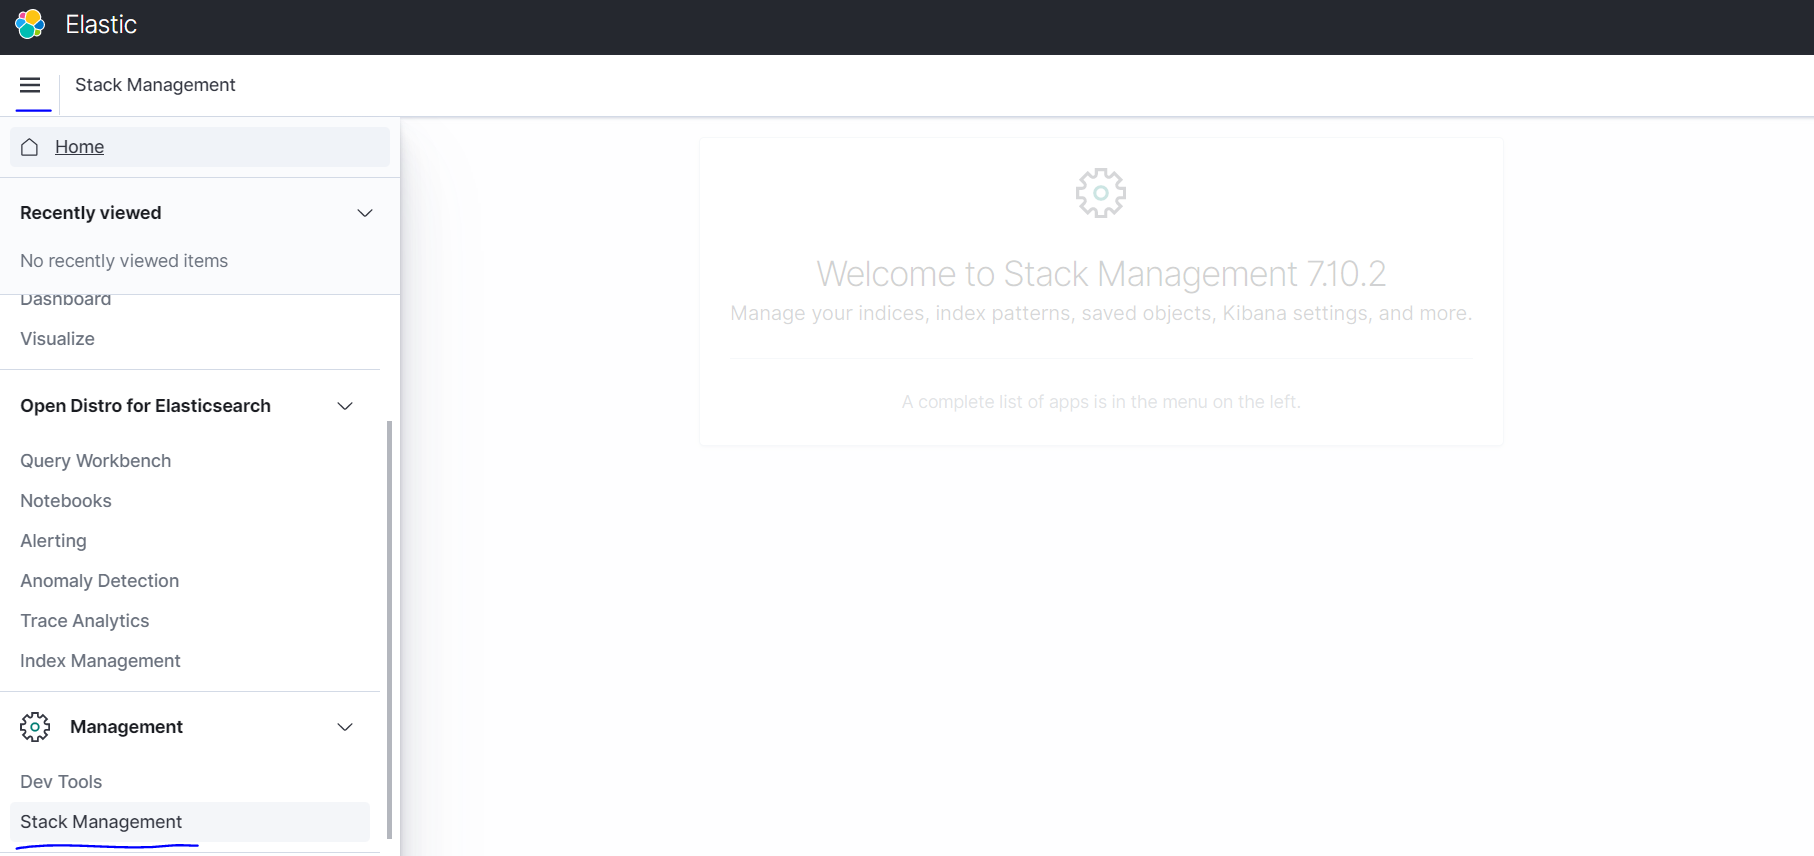 Elastic
Stack Management
Home
Recently viewed
No recently viewed items
Dashboard
Visualize
Open Distro for Elasticsearch
Query Workbench
Notebooks
Alerting
Anomaly Detection
Trace Analytics
Index Management
Management
Dev Tools
Stack Management
Welcome to Stack Management 7.10.2
Manage your indices, index patterns, saved objects, Kibana settings, and more.
A complete list of apps is in the menu on the left.